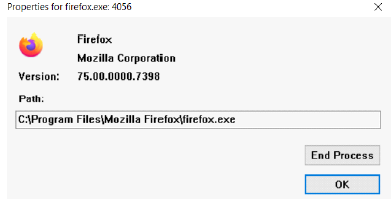 Properties for firefox.exe: 4056
Firefox
Mozilla Corporation
Version: 75.00.0000.7398
Path:
C:\Program Files\Mozilla Firefox\firefox.exe
End Process
OK